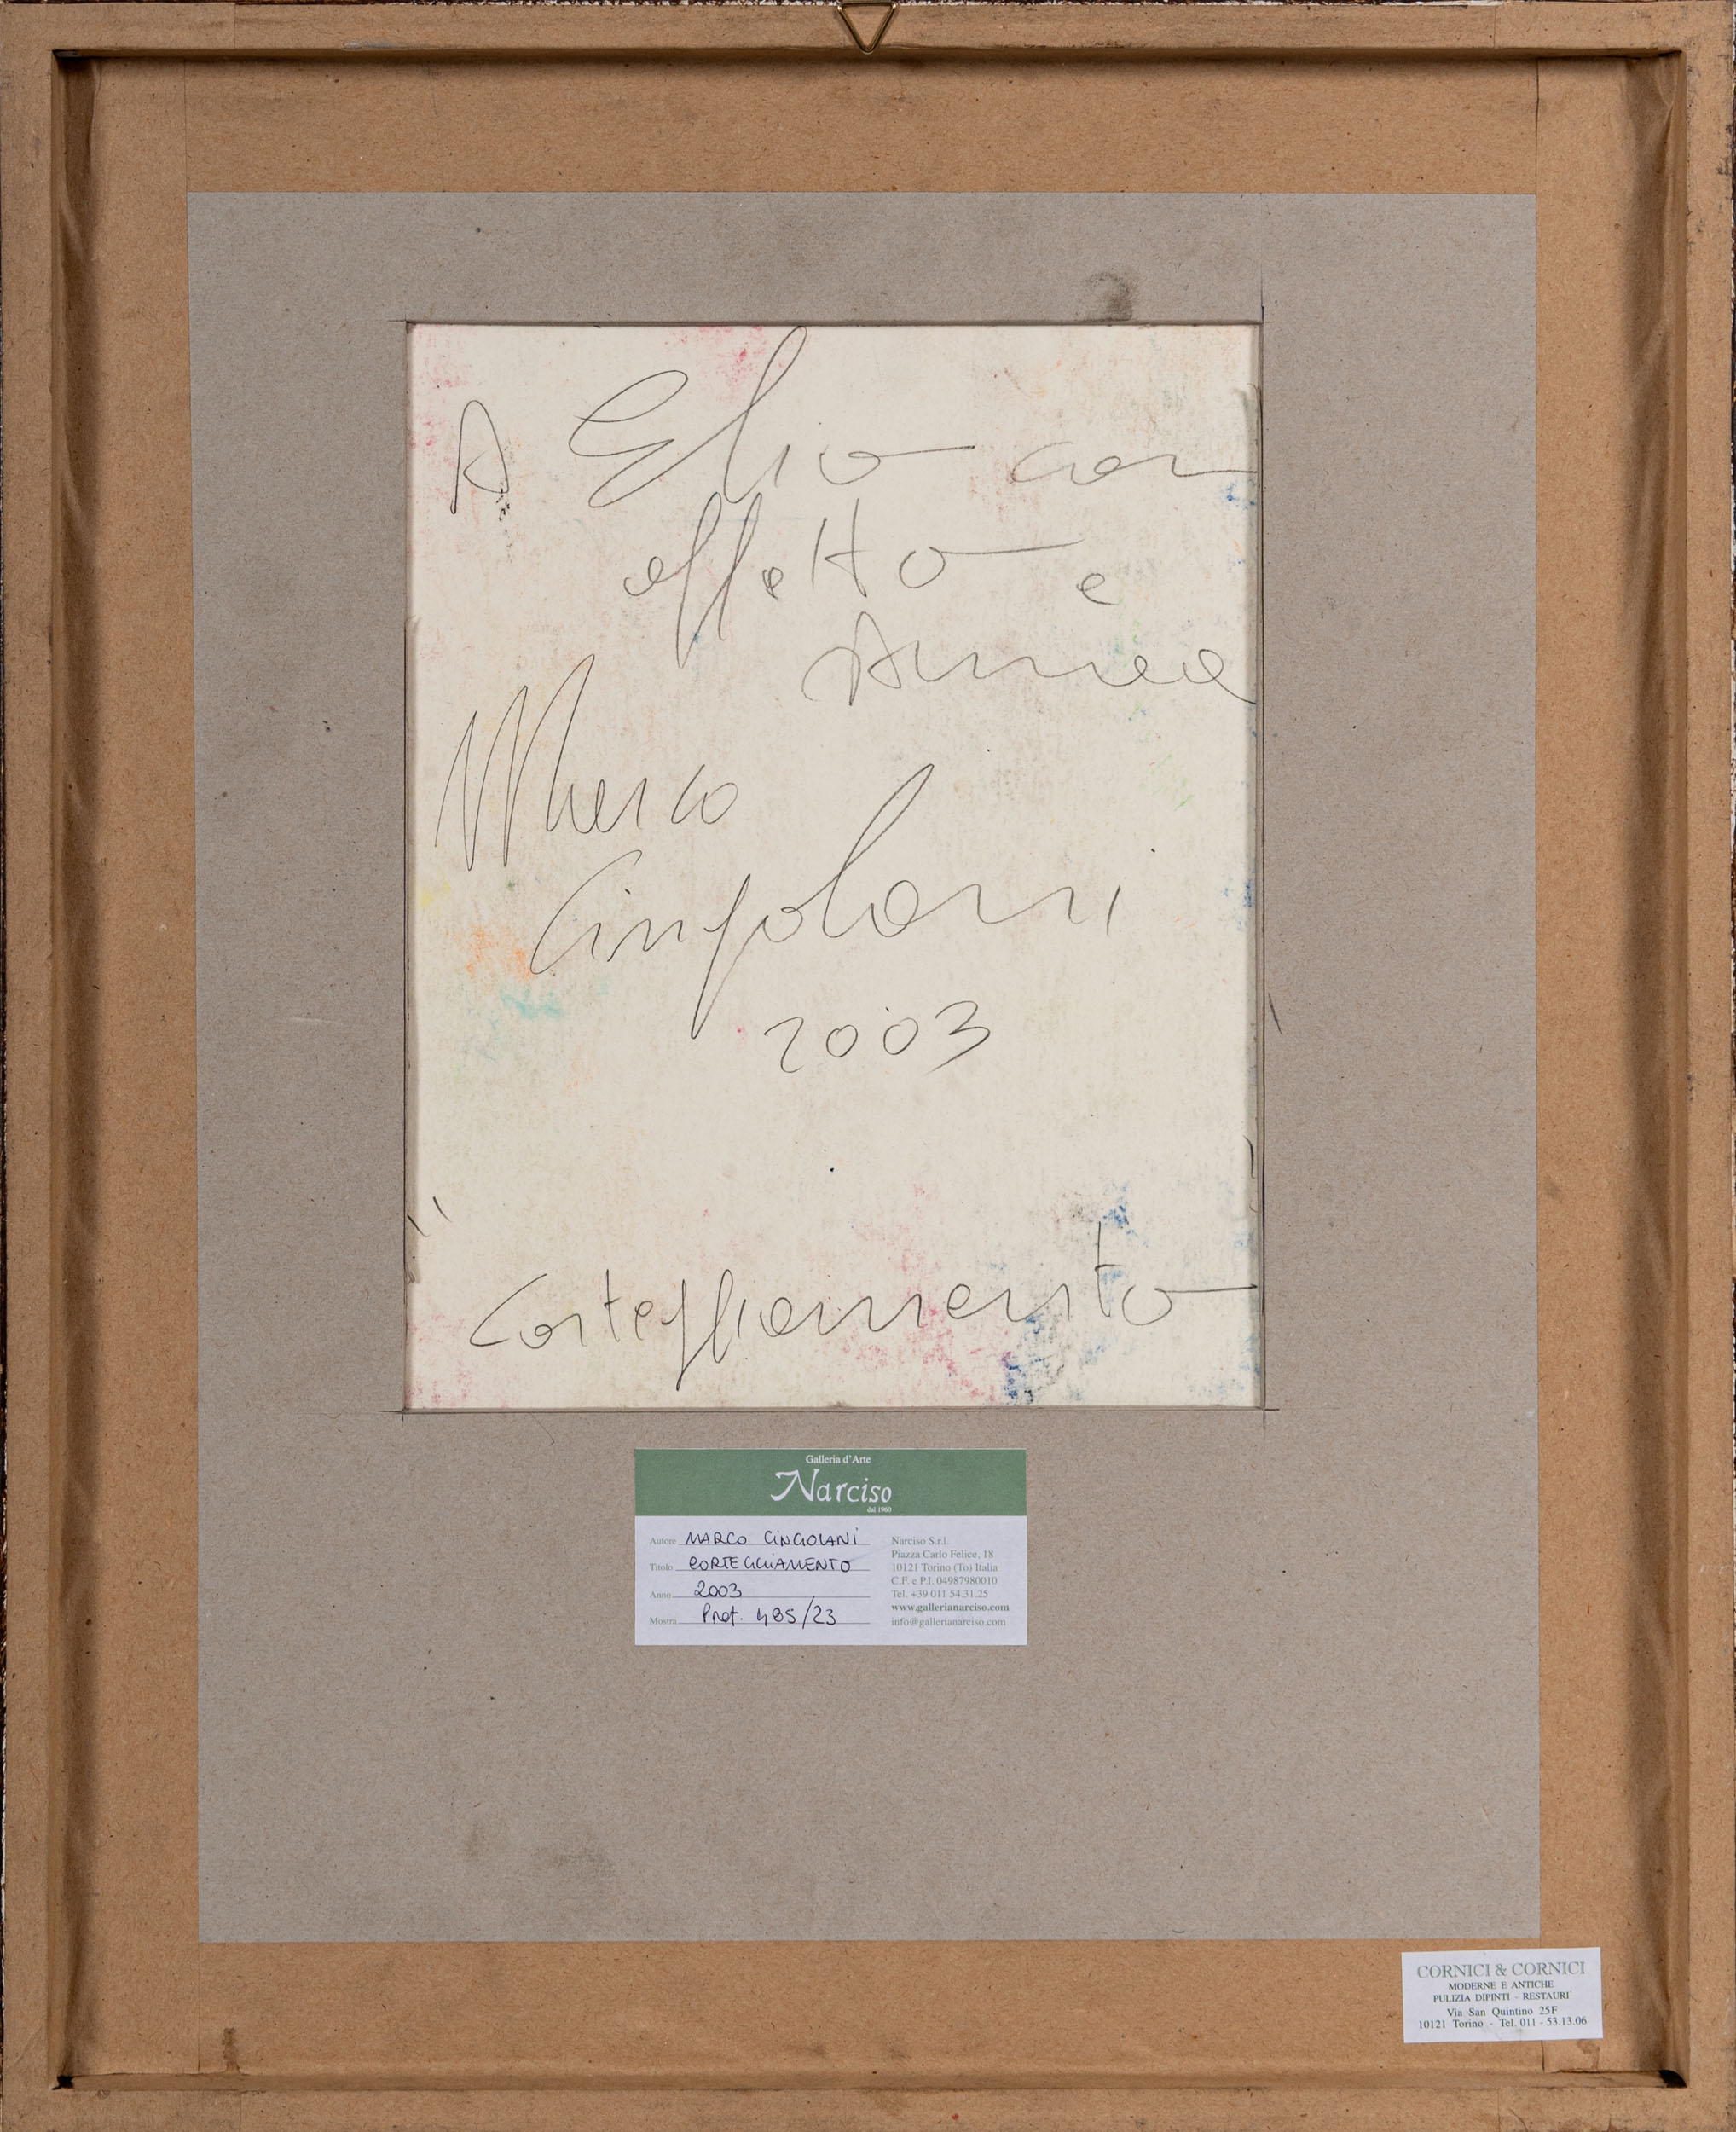 A Elio con
affetto e
Marco
Cingolani
2003
"
Corteggiamento
Galleria d'Arte
Narciso
dal 1960
Autore MARCO CINGOLANI
Titolo CORTEGGIAMENTO
Anno 2003
Mostra Prot. 485/23
Narciso S.r.l.
Piazza Carlo Felice, 18
10121 Torino (To) Italia
C.F. e P.I. 04987980010
Tel. +39 011 54.31.25
www.gallerianarciso.com
info@gallerianarciso.com
CORNICI & CORNICI
MODERNE E ANTICHE
PULIZIA DIPINTI - RESTAURI
Via San Quintino 25F
10121 Torino - Tel. 011 - 53.13.06